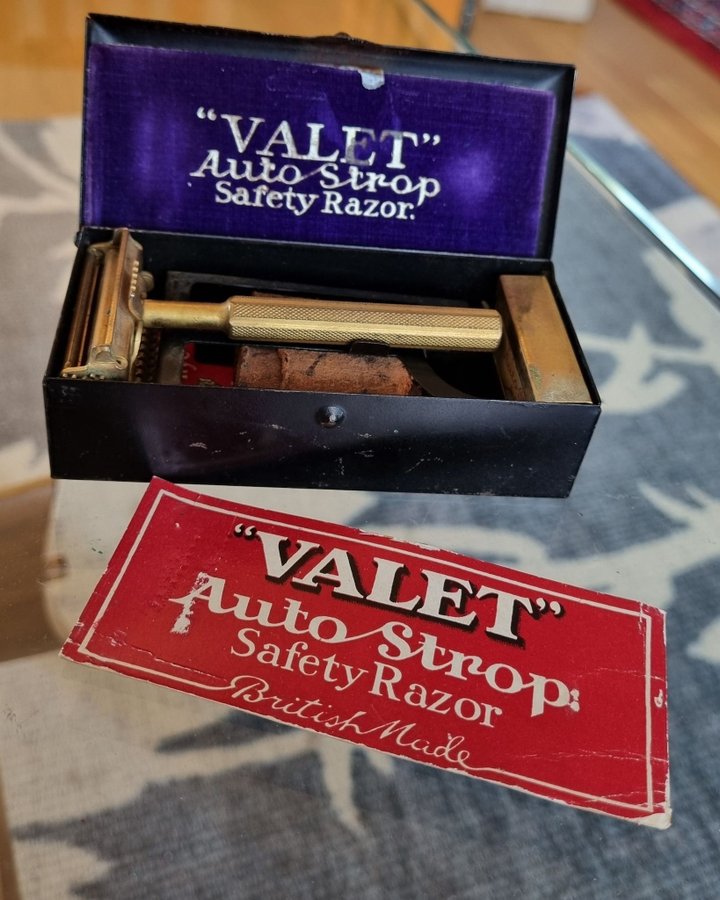 “VALET”
Auto Strop
Safety Razor.
“VALET”
Auto Strop
Safety Razor
British Made